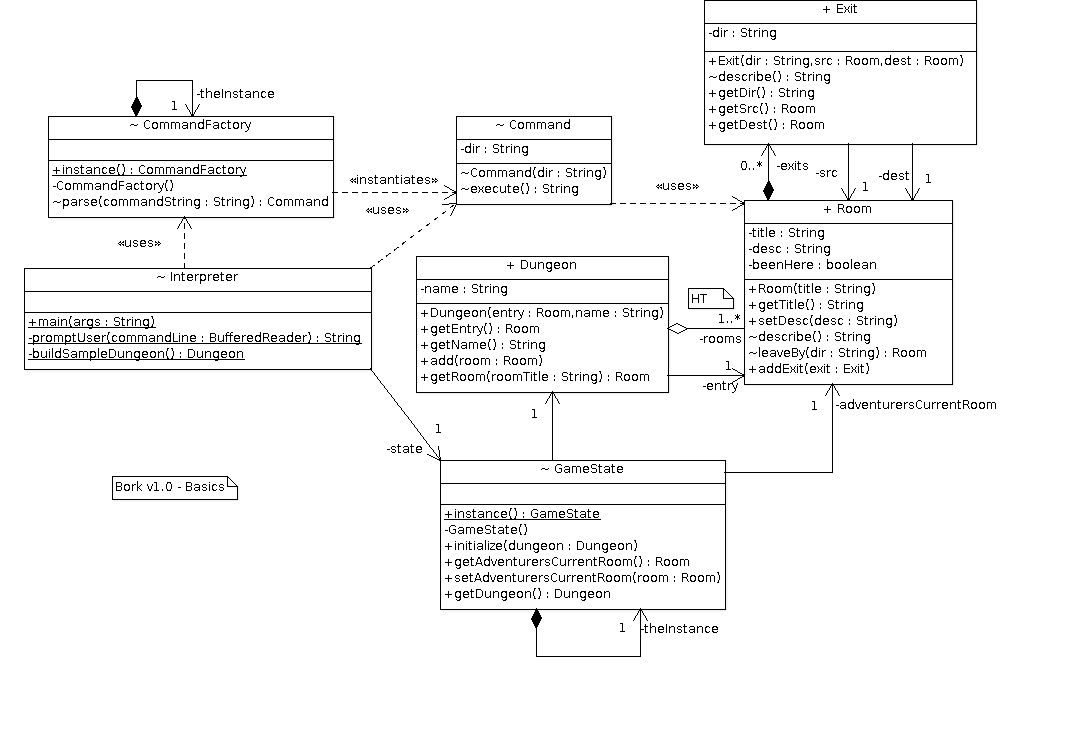 + Exit
-dir : String
+Exit(dir : String,src : Room,dest : Room)
~describe() : String
+getDir() : String
+getSrc() : Room
+getDest() : Room
-theInstance
1
~ CommandFactory
+instance() : CommandFactory
-CommandFactory()
~parse(commandString : String) : Command
«instantiates»
«uses»
~ Command
-dir : String
~Command(dir : String)
~execute() : String
«uses»
0..*
-exits
-src
1
-dest
1
+ Room
-title : String
-desc : String
-beenHere : boolean
+Room(title : String)
+getTitle() : String
+setDesc(desc : String)
~describe() : String
~leaveBy(dir : String) : Room
+addExit(exit : Exit)
«uses»
~ Interpreter
+main(args : String)
-promptUser(commandLine : BufferedReader) : String
-buildSampleDungeon() : Dungeon
+ Dungeon
-name : String
+Dungeon(entry : Room,name : String)
+getEntry() : Room
+getName() : String
+add(room : Room)
+getRoom(roomTitle : String) : Room
HT
1..*
-rooms
1
-entry
1
-adventurersCurrentRoom
1
1
-state
Bork v1.0 - Basics
~ GameState
+instance() : GameState
-GameState()
+initialize(dungeon : Dungeon)
+getAdventurersCurrentRoom() : Room
+setAdventurersCurrentRoom(room : Room)
+getDungeon() : Dungeon
1
-theInstance